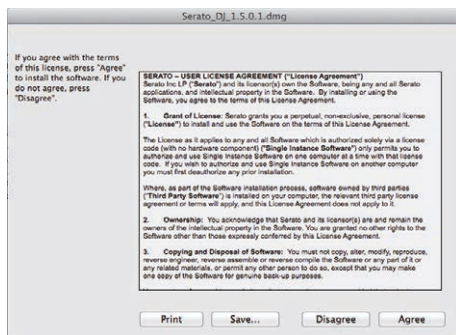 Serato_DJ_1.5.0.1.dmg
If you agree with the terms
of this license, press "Agree"
to install the software. If you
do not agree, press
"Disagree".
SERATO – USER LICENSE AGREEMENT ("License Agreement")
Serato Inc LP ("Serato") and its licensor(s) own the Software, being any and all Serato
applications, and intellectual property in the Software. By installing or using the
Software, you agree to the terms of this License Agreement.
1. Grant of License: Serato grants you a perpetual, non-exclusive, personal license
("License") to install and use the Software on the terms of this License Agreement.
The License as it applies to any and all Software which is authorized solely via a license
code (with no hardware component) ("Single Instance Software") only permits you to
authorize and use Single Instance Software on one computer at a time with that license
code. If you wish to authorize and use Single Instance Software on another computer
you must first deauthorize any prior installation.
Where, as part of the Software installation process, software owned by third parties
("Third Party Software") is installed on your computer, the relevant third party license
agreement or terms will apply, and this License Agreement does not apply to it.
2. Ownership: You acknowledge that Serato and its licensor(s) are and remain the
owners of the intellectual property in the Software. You are granted no other rights to the
Software other than those expressly conferred by this License Agreement.
3. Copying and Disposal of Software: You must not copy, alter, modify, reproduce,
reverse engineer, reverse assemble or reverse compile the Software or any part of it or
any related materials, or permit any other person to do so, except that you may make
one copy of the Software for genuine back-up purposes.
Print Save... Disagree Agree